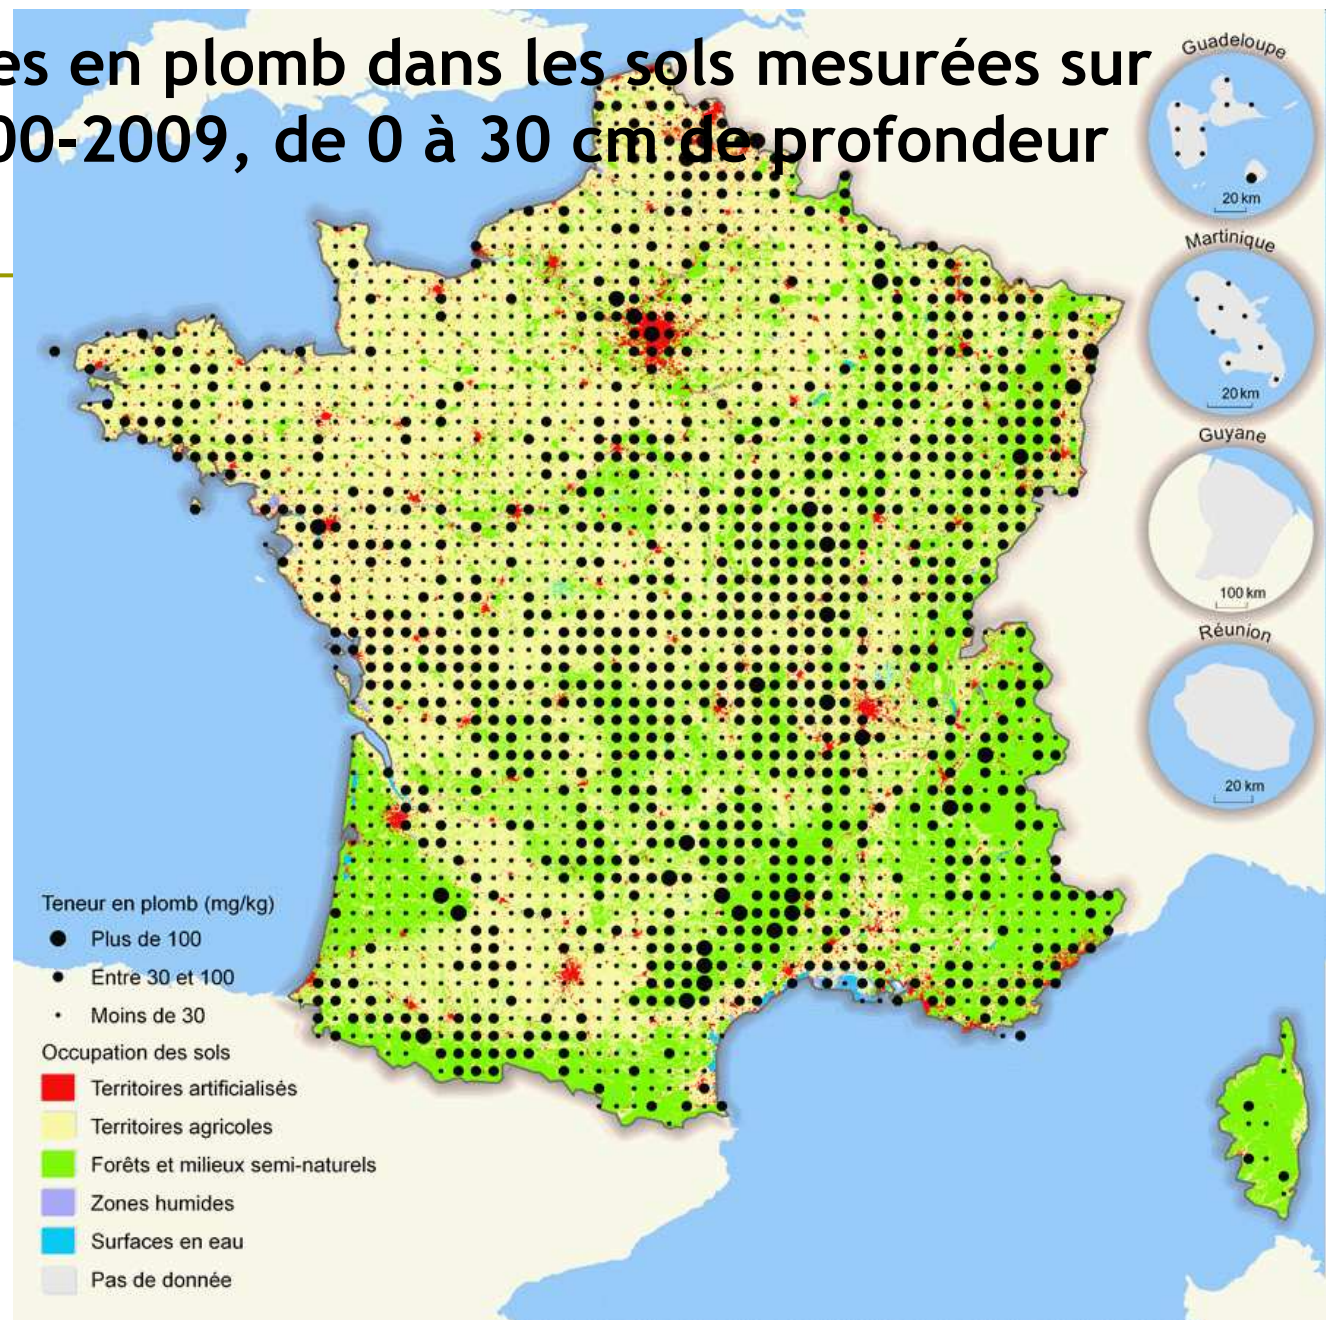 es en plomb dans les sols mesurées sur
00-2009, de 0 à 30 cm de profondeur
Guadeloupe
20 km
Martinique
20 km
Guyane
100 km
Réunion
20 km
Teneur en plomb (mg/kg)
Plus de 100
Entre 30 et 100
Moins de 30
Occupation des sols
Territoires artificialisés
Territoires agricoles
Forêts et milieux semi-naturels
Zones humides
Surfaces en eau
Pas de donnée